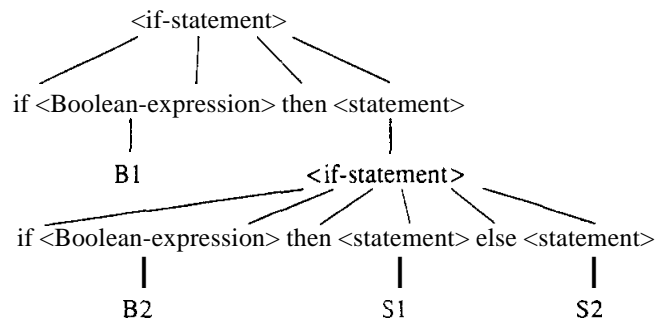 <if-statement>
if <Boolean-expression> then <statement>
B1
<if-statement>
if <Boolean-expression> then <statement> else <statement>
B2 S1 S2